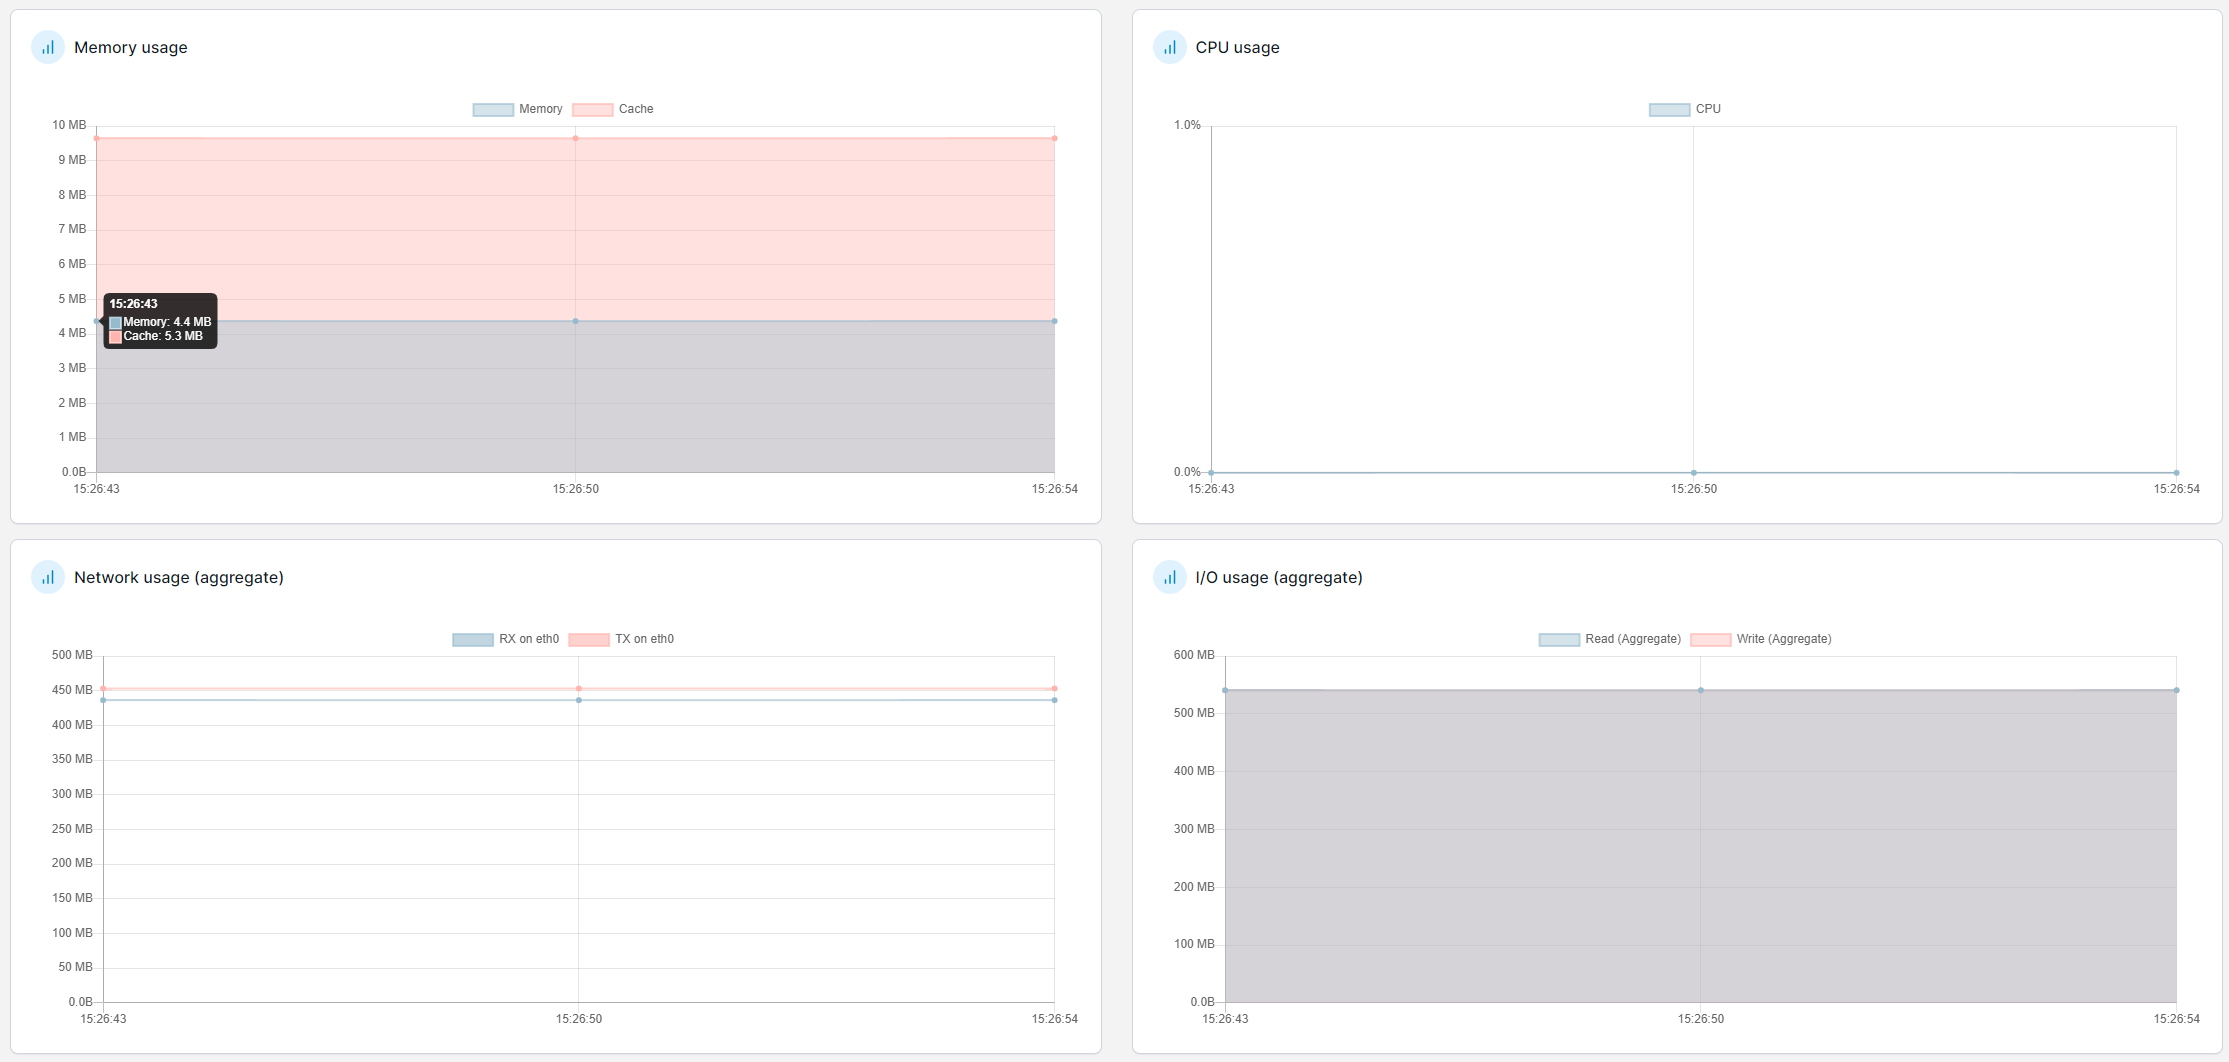 Memory usage
Memory Cache
10 MB
9 MB
8 MB
7 MB
6 MB
5 MB
4 MB
3 MB
2 MB
1 MB
0.0B
15:26:43
Memory: 4.4 MB
Cache: 5.3 MB
15:26:43 15:26:50 15:26:54
CPU usage
CPU
1.0%
0.0%
15:26:43 15:26:50 15:26:54
Network usage (aggregate)
RX on eth0 TX on eth0
500 MB
450 MB
400 MB
350 MB
300 MB
250 MB
200 MB
150 MB
100 MB
50 MB
0.0B
15:26:43 15:26:50 15:26:54
I/O usage (aggregate)
Read (Aggregate) Write (Aggregate)
600 MB
500 MB
400 MB
300 MB
200 MB
100 MB
0.0B
15:26:43 15:26:50 15:26:54